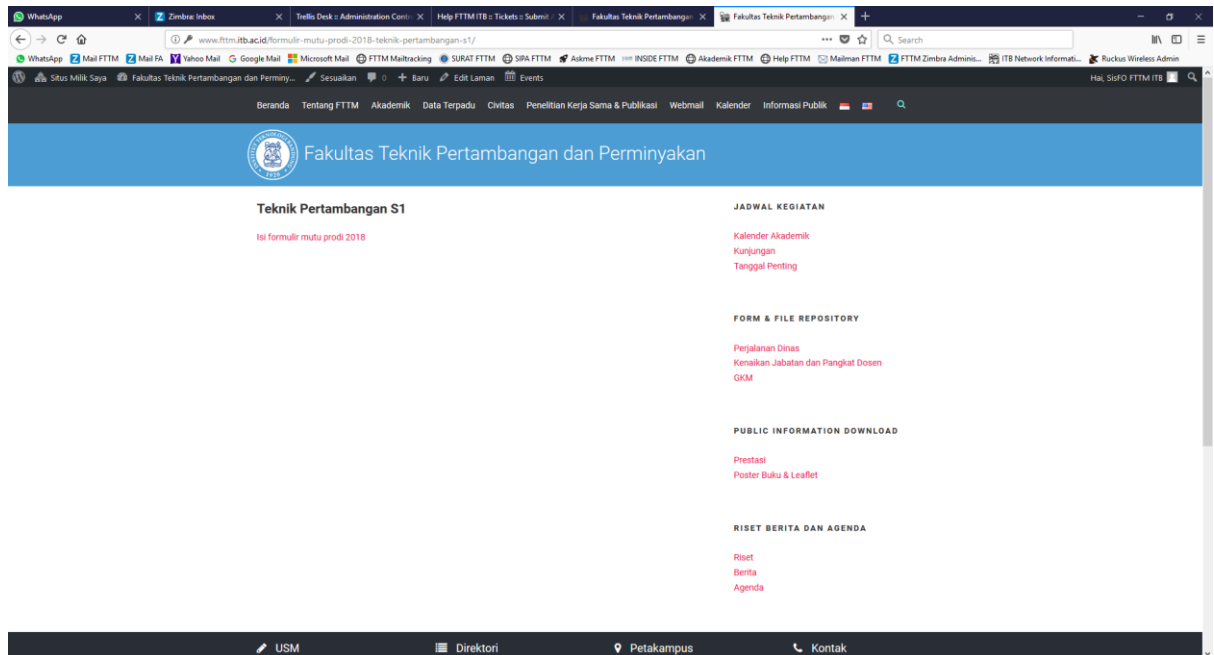 WhatsApp
Zimbra: Inbox
Trellis Desk :: Administration Contro
Help FTTM ITB :: Tickets :: Submit A
Fakultas Teknik Pertambangan
Fakultas Teknik Pertambangan
www.fttm.itb.ac.id/formulir-mutu-prodi-2018-teknik-pertambangan-s1/
Search
WhatsApp Mail FTTM Mail FA Yahoo Mail Google Mail Microsoft Mail FTTM Mailtracking SURAT FTTM SIPA FTTM Askme FTTM INSIDE FTTM Akademik FTTM Help FTTM Mailman FTTM FTTM Zimbra Adminis... ITB Network Informati... Ruckus Wireless Admin
Situs Milik Saya Fakultas Teknik Pertambangan dan Perminy... Sesuaikan 0 + Baru Edit Laman Events Hai, SisFO FTTM ITB
Beranda Tentang FTTM Akademik Data Terpadu Civitas Penelitian Kerja Sama & Publikasi Webmail Kalender Informasi Publik
Fakultas Teknik Pertambangan dan Perminyakan
Teknik Pertambangan S1
Isi formulir mutu prodi 2018
JADWAL KEGIATAN
Kalender Akademik
Kunjungan
Tanggal Penting
FORM & FILE REPOSITORY
Perjalanan Dinas
Kenaikan Jabatan dan Pangkat Dosen
GKM
PUBLIC INFORMATION DOWNLOAD
Prestasi
Poster Buku & Leaflet
RISET BERITA DAN AGENDA
Riset
Berita
Agenda
USM Direktori Petakampus Kontak